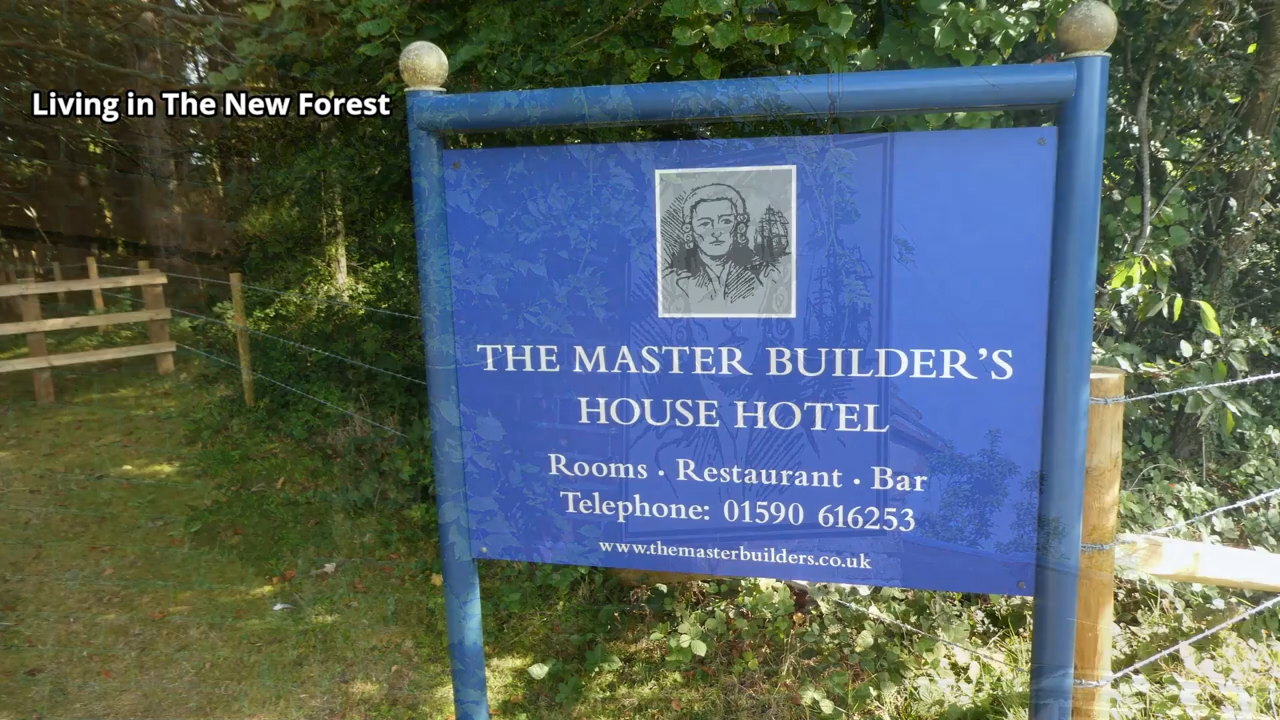 Living in The New Forest
THE MASTER BUILDER'S
HOUSE HOTEL
Rooms · Restaurant · Bar
Telephone: 01590 616253
www.themasterbuilders.co.uk